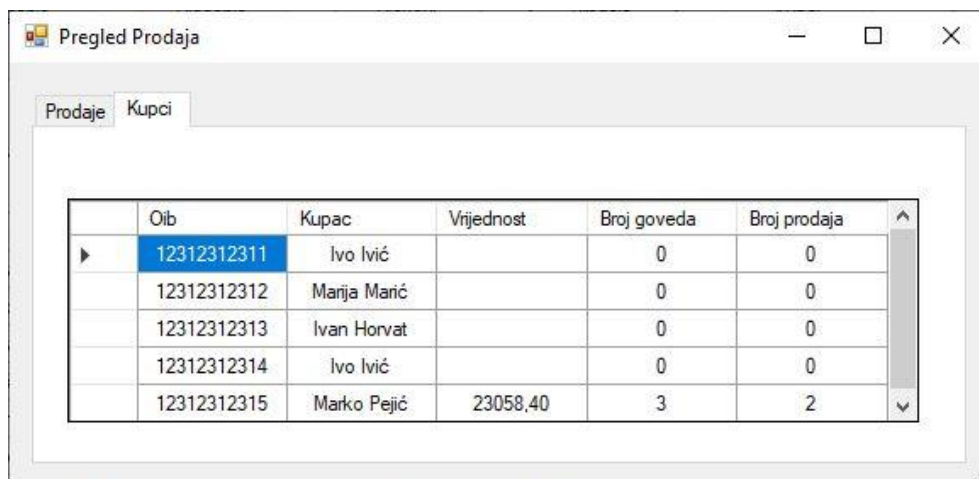 Pregled Prodaja
Prodaje Kupci
Oib Kupac Vrijednost Broj goveda Broj prodaja
12312312311 Ivo Ivić 0 0
12312312312 Marija Marić 0 0
12312312313 Ivan Horvat 0 0
12312312314 Ivo Ivić 0 0
12312312315 Marko Pejić 23058,40 3 2